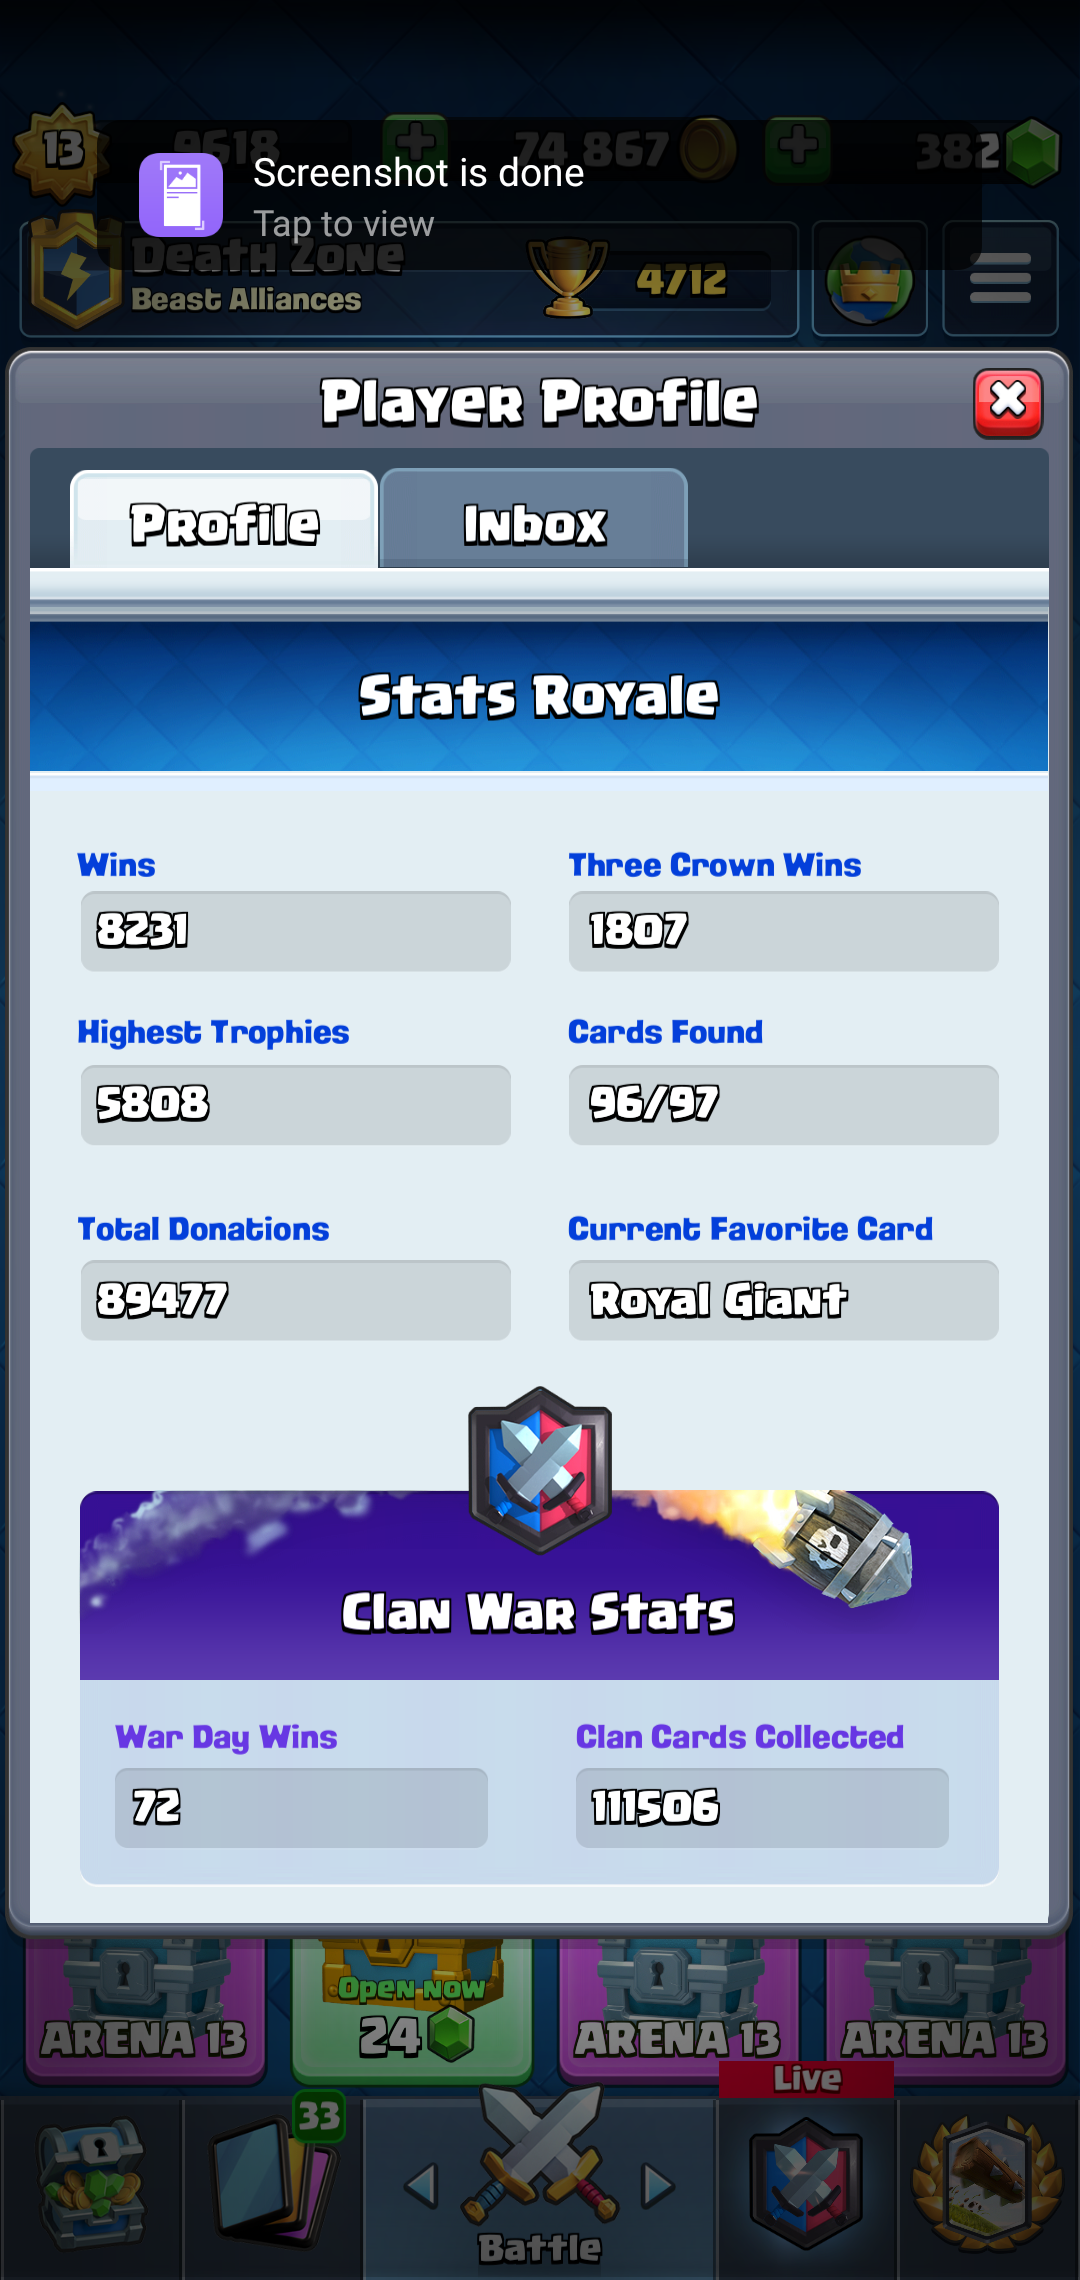 13 9618 74 867 382
Screenshot is done
Tap to view
Death Zone
Beast Alliances
4712
Player Profile
Profile Inbox
Stats Royale
Wins Three Crown Wins
8231 1807
Highest Trophies Cards Found
5808 96/97
Total Donations Current Favorite Card
89477 Royal Giant
Clan War Stats
War Day Wins Clan Cards Collected
72 111506
Open now
ARENA 13 24 ARENA 13 ARENA 13
Live
33
Battle